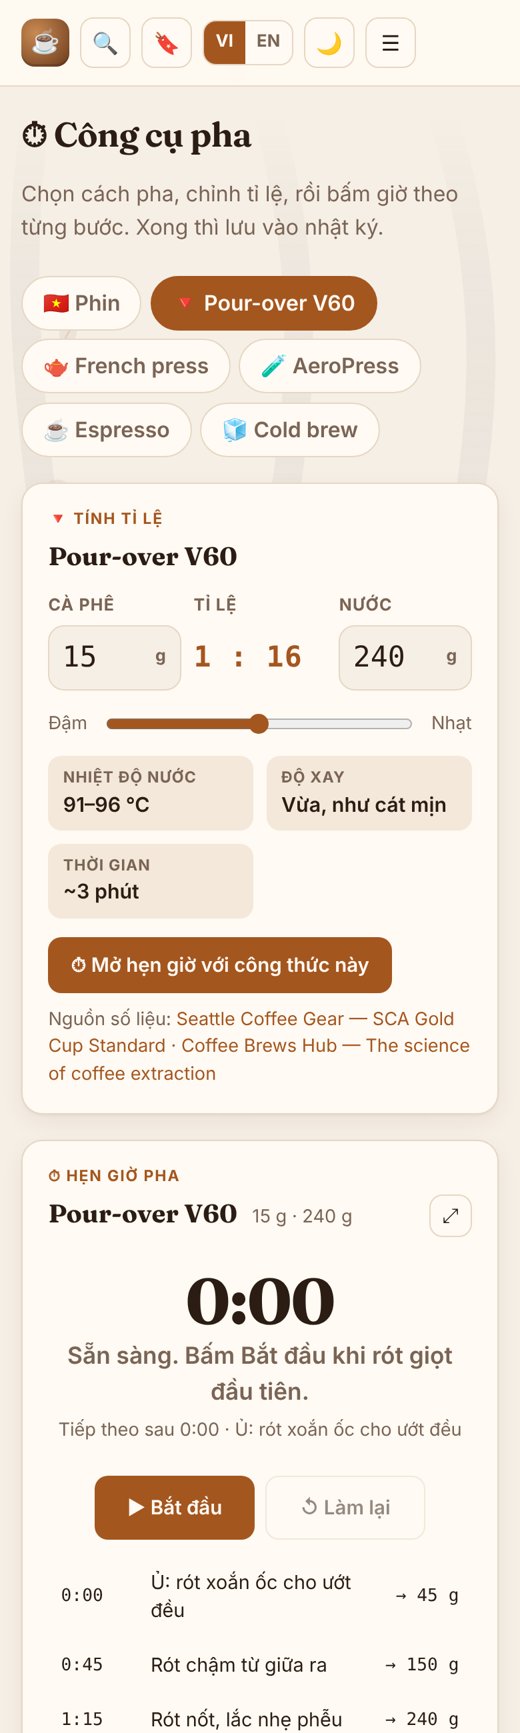 VI EN
⏱ Công cụ pha
Chọn cách pha, chỉnh tỉ lệ, rồi bấm giờ theo
từng bước. Xong thì lưu vào nhật ký.
🇻🇳 Phin
🔻 Pour-over V60
🫖 French press
🧪 AeroPress
☕ Espresso
🧊 Cold brew
🔻 TÍNH TỈ LỆ
Pour-over V60
CÀ PHÊ TỈ LỆ NƯỚC
15 g 1 : 16 240 g
Đậm Nhạt
NHIỆT ĐỘ NƯỚC
91–96 °C
ĐỘ XAY
Vừa, như cát mịn
THỜI GIAN
~3 phút
⏱ Mở hẹn giờ với công thức này
Nguồn số liệu: Seattle Coffee Gear — SCA Gold
Cup Standard · Coffee Brews Hub — The science
of coffee extraction
⏱ HẸN GIỜ PHA
Pour-over V60 15 g · 240 g
0:00
Sẵn sàng. Bấm Bắt đầu khi rót giọt
đầu tiên.
Tiếp theo sau 0:00 · Ủ: rót xoắn ốc cho ướt đều
▶ Bắt đầu
↺ Làm lại
0:00 Ủ: rót xoắn ốc cho ướt
đều → 45 g
0:45 Rót chậm từ giữa ra → 150 g
1:15 Rót nốt, lắc nhẹ phễu → 240 g